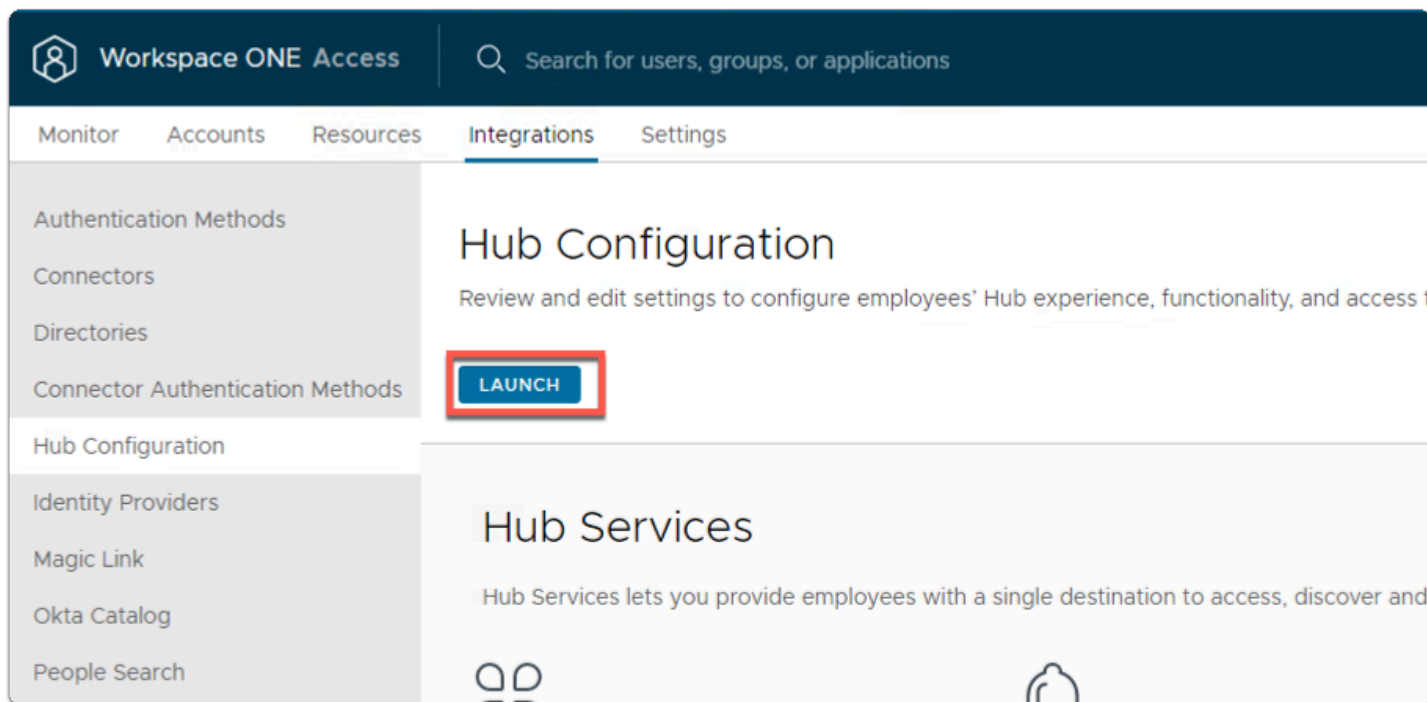 Workspace ONE Access
Search for users, groups, or applications
Monitor Accounts Resources Integrations Settings
Authentication Methods
Connectors
Directories
Connector Authentication Methods
Hub Configuration
Identity Providers
Magic Link
Okta Catalog
People Search
Hub Configuration
Review and edit settings to configure employees' Hub experience, functionality, and access
LAUNCH
Hub Services
Hub Services lets you provide employees with a single destination to access, discover and